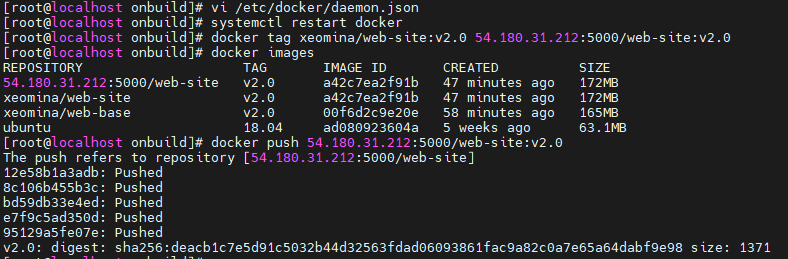 [root@localhost onbuild]# vi /etc/docker/daemon.json
[root@localhost onbuild]# systemctl restart docker
[root@localhost onbuild]# docker tag xeomina/web-site:v2.0 54.180.31.212:5000/web-site:v2.0
[root@localhost onbuild]# docker images
REPOSITORY TAG IMAGE ID CREATED SIZE
54.180.31.212:5000/web-site v2.0 a42c7ea2f91b 47 minutes ago 172MB
xeomina/web-site v2.0 a42c7ea2f91b 47 minutes ago 172MB
xeomina/web-base v2.0 00f6d2c9e20e 58 minutes ago 165MB
ubuntu 18.04 ad080923604a 5 weeks ago 63.1MB
[root@localhost onbuild]# docker push 54.180.31.212:5000/web-site:v2.0
The push refers to repository [54.180.31.212:5000/web-site]
12e58b1a3adb: Pushed
8c106b455b3c: Pushed
bd59db33e4ed: Pushed
e7f9c5ad350d: Pushed
95129a5fe07e: Pushed
v2.0: digest: sha256:deacb1c7e5d91c5032b44d32563fdad06093861fac9a82c0a7e65a64dabf9e98 size: 1371